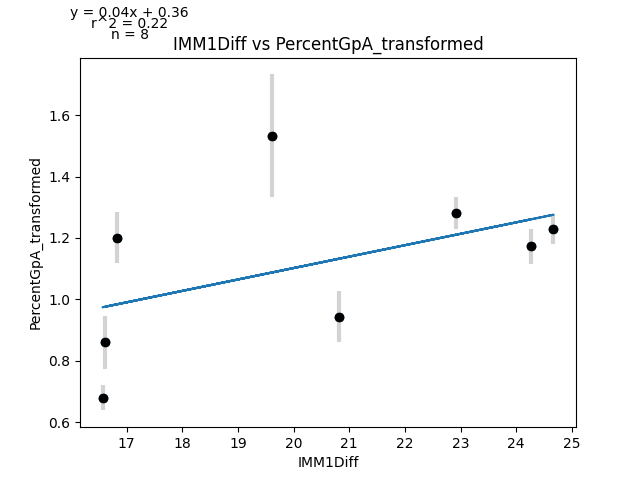 y = 0.04x + 0.36
r^2 = 0.22
n = 8
IMM1Diff vs PercentGpA_transformed
PercentGpA_transformed
1.6
1.4
1.2
1.0
0.8
0.6
17 18 19 20 21 22 23 24 25
IMM1Diff